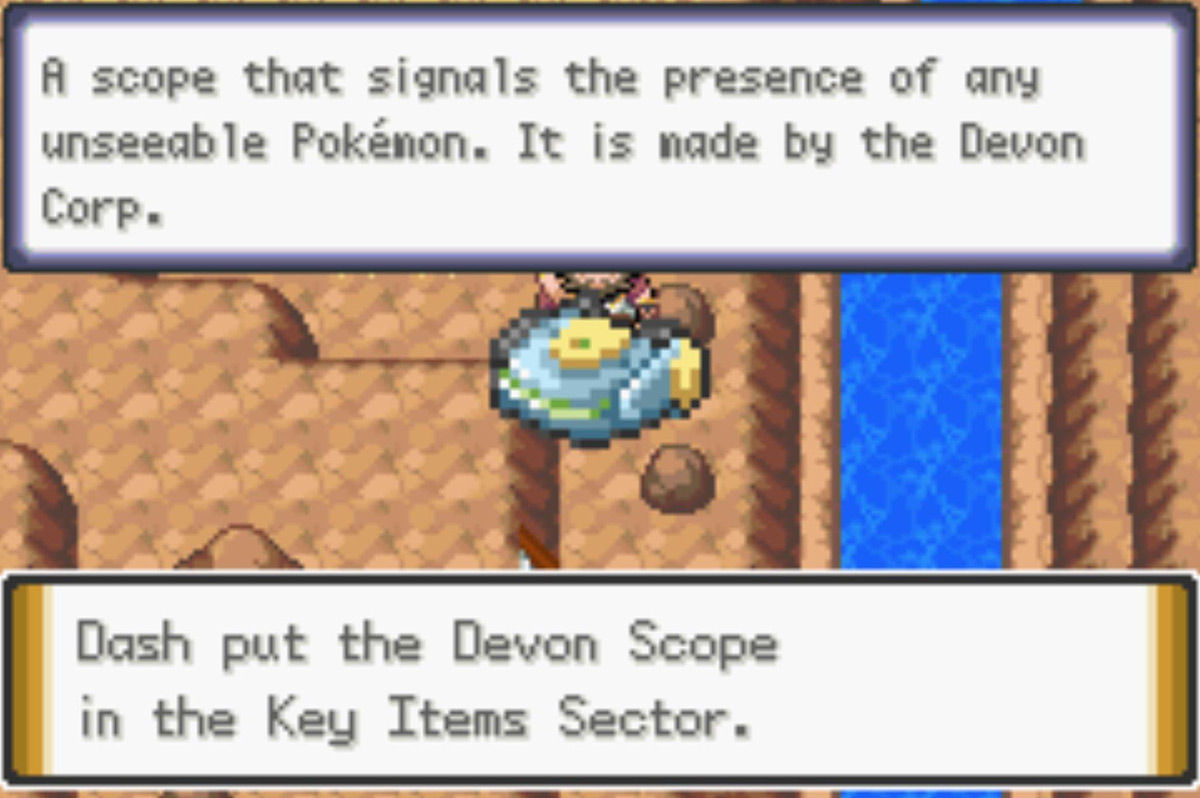 A scope that signals the presence of any
unseeable Pokémon. It is made by the Devon
Corp.
Dash put the Devon Scope
in the Key Items Sector.